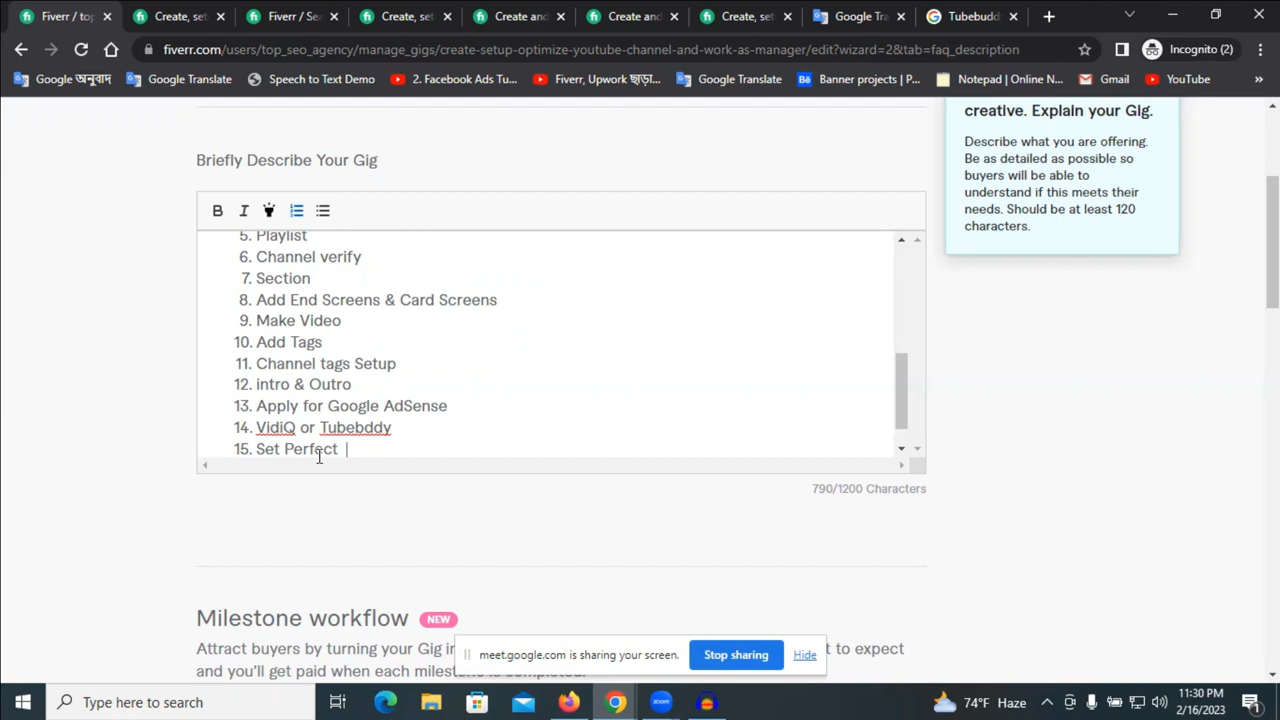 Fiverr / top
Create, set
Fiverr / Sea
Create, set
Create and
Create and
Create, set
Google Tra
Tubebudd
fiverr.com/users/top_seo_agency/manage_gigs/create-setup-optimize-youtube-channel-and-work-as-manager/edit?wizard=2&tab=faq_description
Incognito (2)
Google অনুবাদ
Google Translate
Speech to Text Demo
2. Facebook Ads Tu...
Fiverr, Upwork ছাড়া...
Google Translate
Banner projects | P...
Notepad | Online N...
Gmail
YouTube
creative. Explain your Gig.
Describe what you are offering.
Be as detailed as possible so
buyers will be able to
understand if this meets their
needs. Should be at least 120
characters.
Briefly Describe Your Gig
5. Playlist
6. Channel verify
7. Section
8. Add End Screens & Card Screens
9. Make Video
10. Add Tags
11. Channel tags Setup
12. intro & Outro
13. Apply for Google AdSense
14. VidiQ or Tubebddy
15. Set Perfect
790/1200 Characters
Milestone workflow NEW
Attract buyers by turning your Gig in
t to expect
and you'll get paid when each milestone is completed.
meet.google.com is sharing your screen.
Stop sharing
Hide
Type here to search
zoom
74°F Haze
11:30 PM
2/16/2023